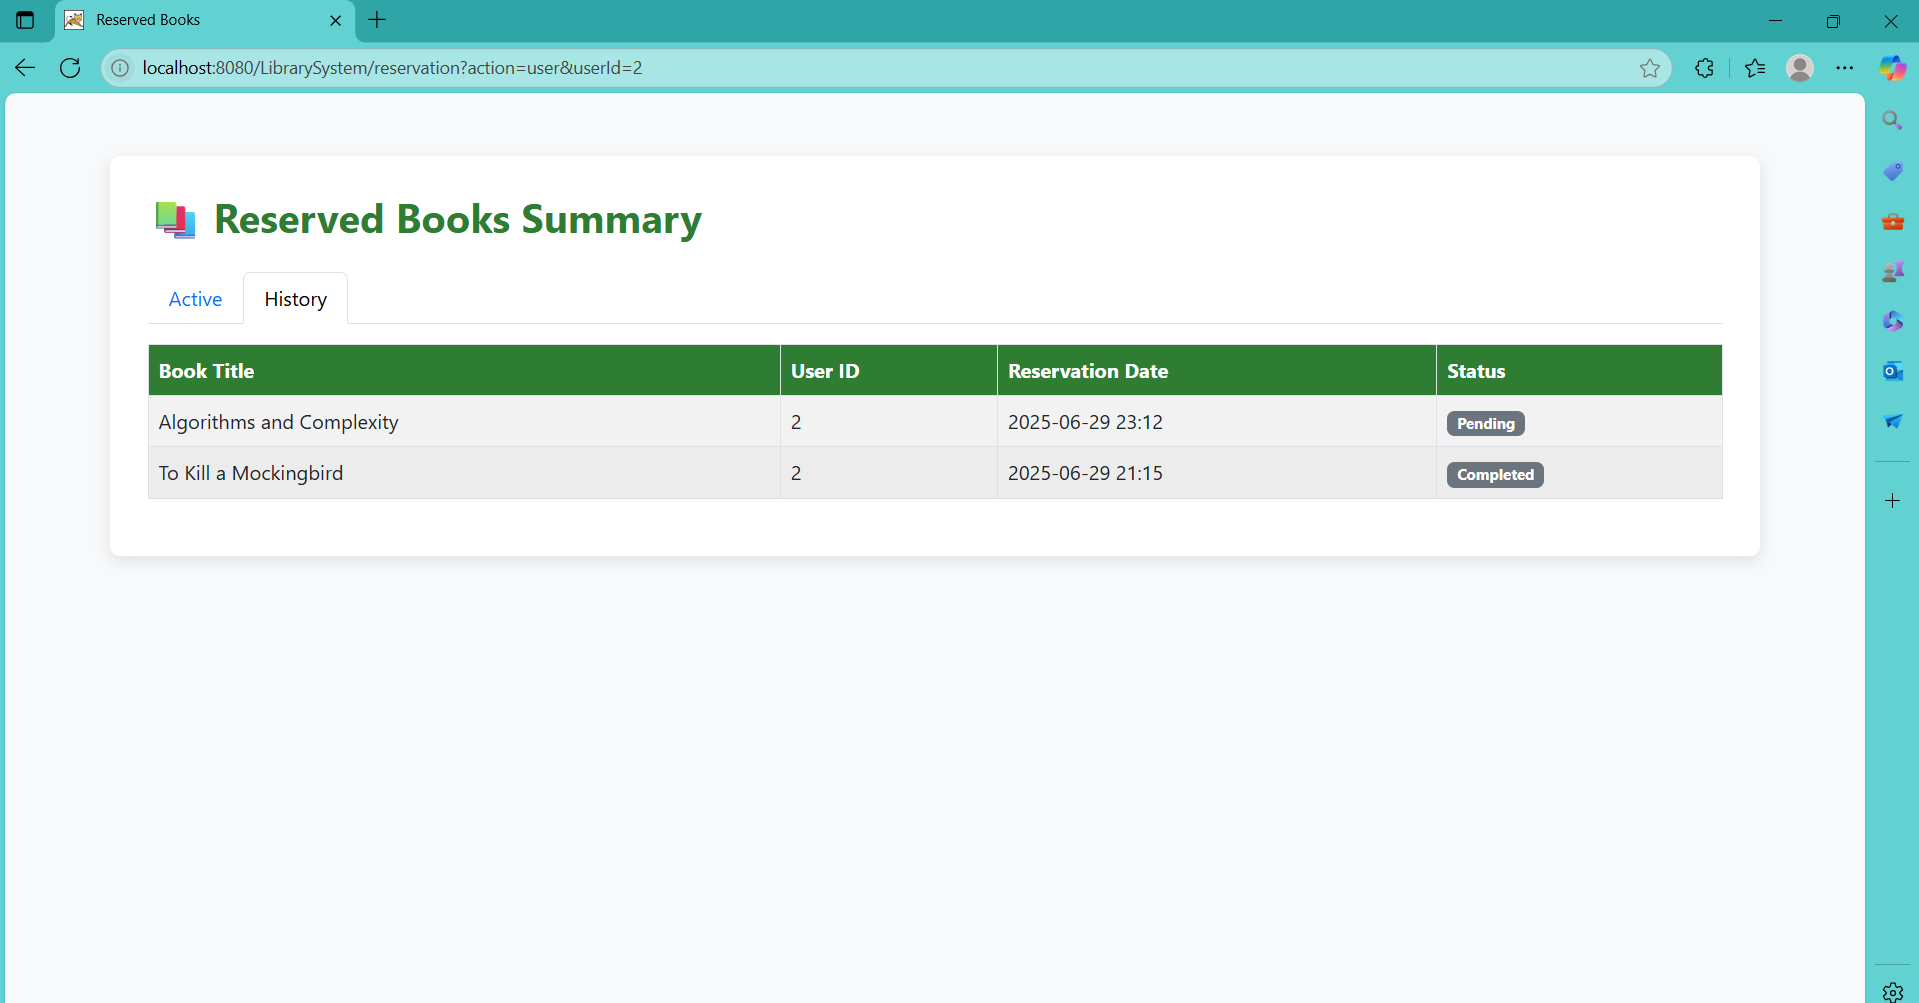 Reserved Books
localhost:8080/LibrarySystem/reservation?action=user&userId=2
Reserved Books Summary
Active History
Book Title User ID Reservation Date Status
Algorithms and Complexity 2 2025-06-29 23:12 Pending
To Kill a Mockingbird 2 2025-06-29 21:15 Completed